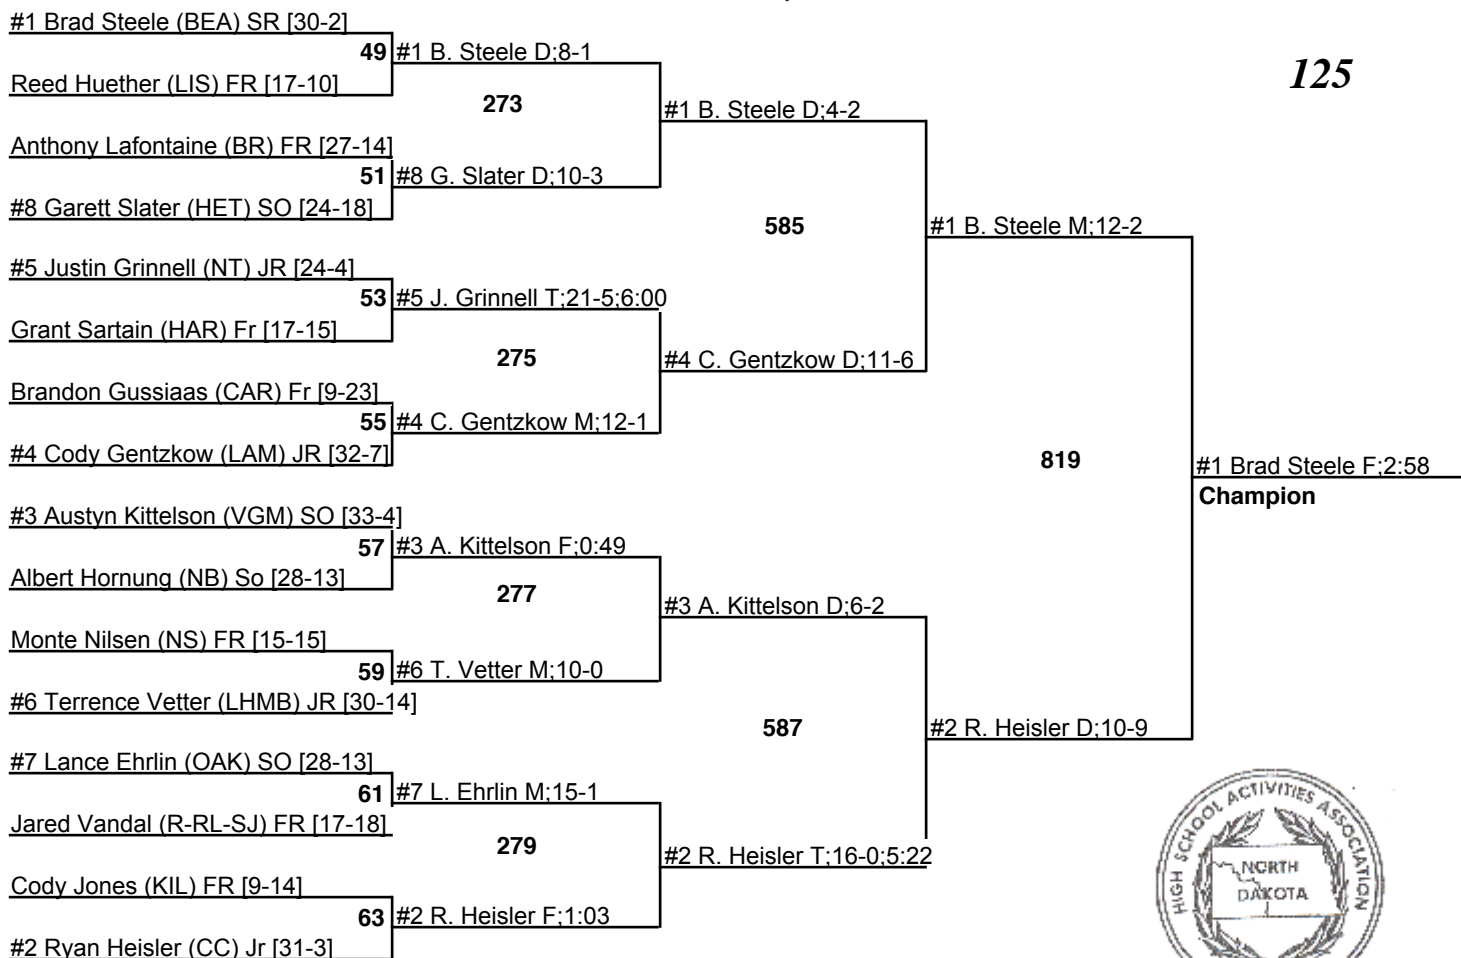 #1 Brad Steele (BEA) SR [30-2]
49 #1 B. Steele D;8-1
125
Reed Huether (LIS) FR [17-10]
273
#1 B. Steele D;4-2
Anthony Lafontaine (BR) FR [27-14]
51 #8 G. Slater D;10-3
#8 Garett Slater (HET) SO [24-18]
585
#1 B. Steele M;12-2
#5 Justin Grinnell (NT) JR [24-4]
53 #5 J. Grinnell T;21-5;6:00
Grant Sartain (HAR) Fr [17-15]
275
#4 C. Gentzkow D;11-6
Brandon Gussiaas (CAR) Fr [9-23]
55 #4 C. Gentzkow M;12-1
#4 Cody Gentzkow (LAM) JR [32-7]
819
#1 Brad Steele F;2:58
Champion
#3 Austyn Kittelson (VGM) SO [33-4]
57 #3 A. Kittelson F;0:49
Albert Hornung (NB) So [28-13]
277
#3 A. Kittelson D;6-2
Monte Nilsen (NS) FR [15-15]
59 #6 T. Vetter M;10-0
#6 Terrence Vetter (LHMB) JR [30-14]
587
#2 R. Heisler D;10-9
#7 Lance Ehrlin (OAK) SO [28-13]
61 #7 L. Ehrlin M;15-1
Jared Vandal (R-RL-SJ) FR [17-18]
279
#2 R. Heisler T;16-0;5:22
Cody Jones (KIL) FR [9-14]
63 #2 R. Heisler F;1:03
#2 Ryan Heisler (CC) Jr [31-3]
HIGH SCHOOL ACTIVITIES ASSOCIATION
NORTH
DAKOTA